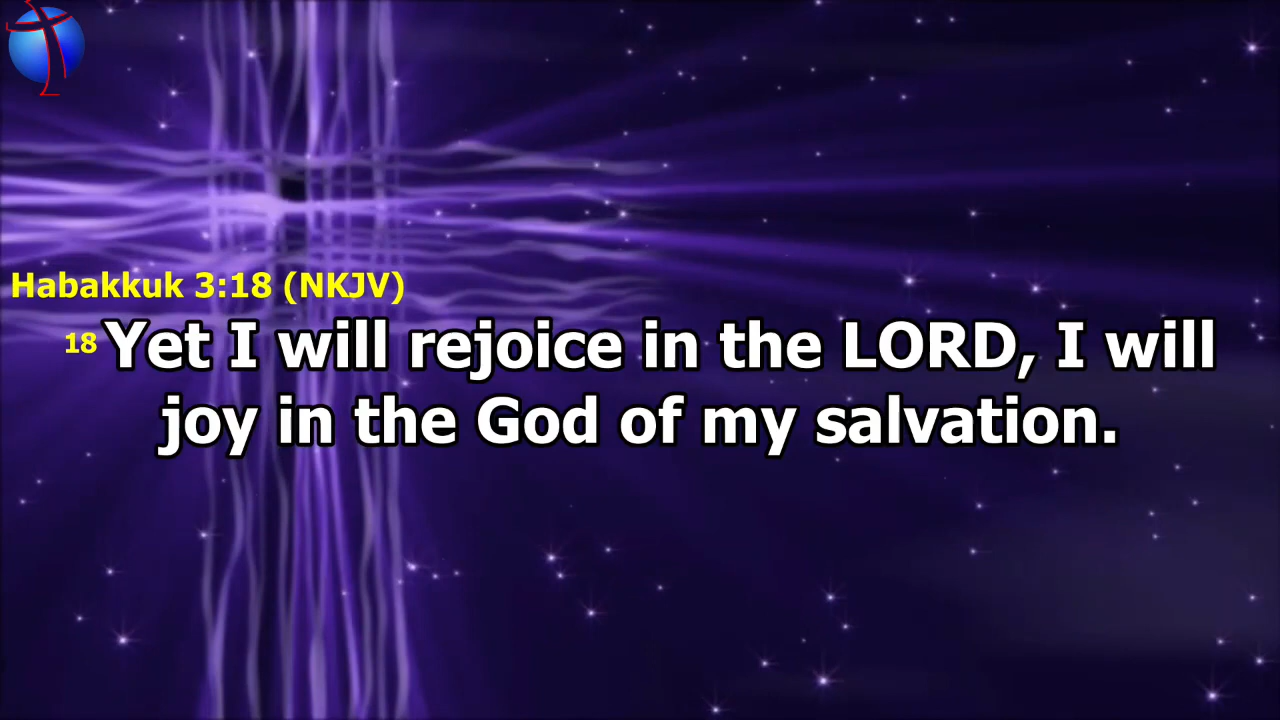 Habakkuk 3:18 (NKJV)
18 Yet I will rejoice in the LORD, I will
joy in the God of my salvation.